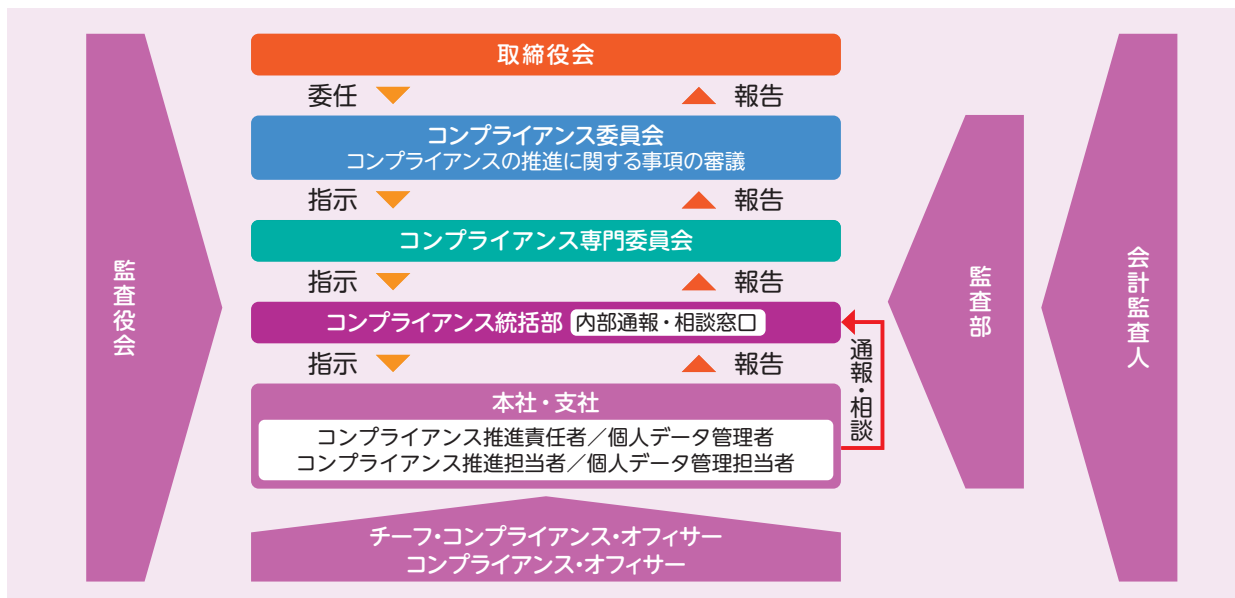 取締役会
委任
報告
コンプライアンス委員会
コンプライアンスの推進に関する事項の審議
指示
報告
コンプライアンス専門委員会
指示
報告
コンプライアンス統括部 内部通報・相談窓口
指示
報告
本社・支社
コンプライアンス推進責任者／個人データ管理者
コンプライアンス推進担当者／個人データ管理担当者
チーフ・コンプライアンス・オフィサー
コンプライアンス・オフィサー
監査役会
通報・相談
監査部
会計監査人